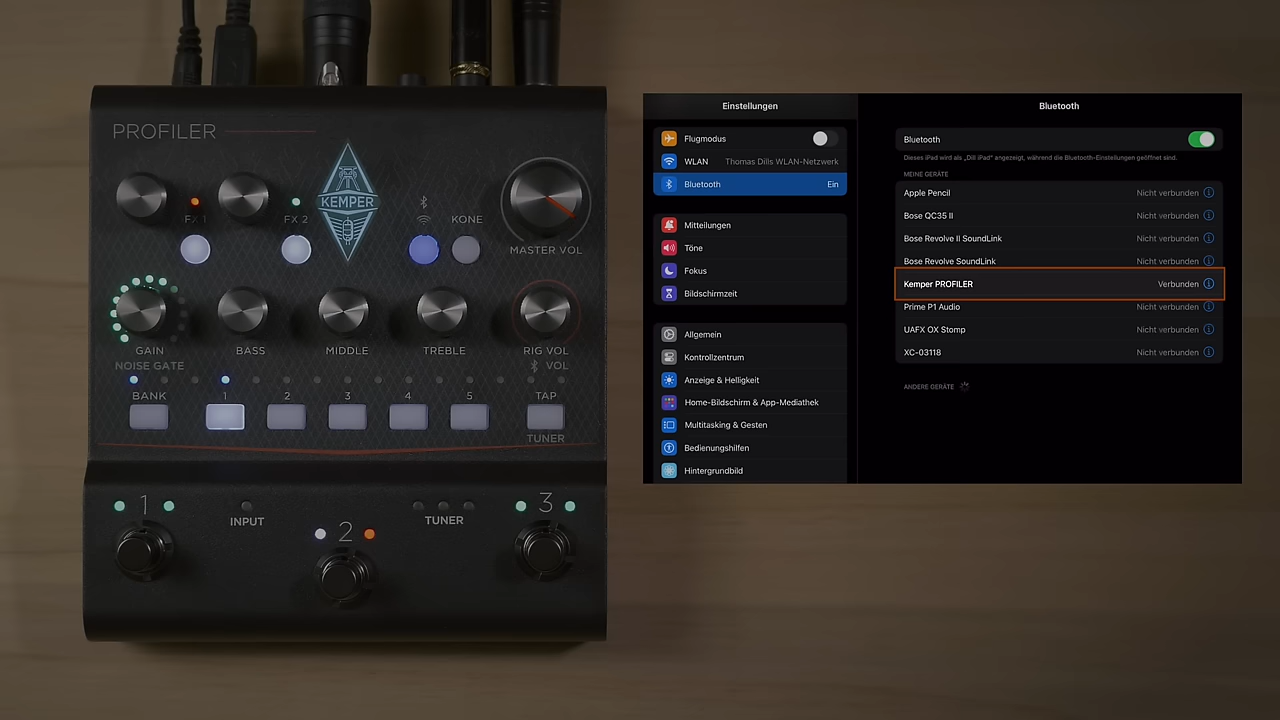 PROFILER
KEMPER
FX 1
FX 2
KONE
MASTER VOL
GAIN
BASS
MIDDLE
TREBLE
RIG VOL
NOISE GATE
VOL
BANK
1
2
3
4
5
TAP
TUNER
1
INPUT
2
TUNER
3
Einstellungen
Flugmodus
WLAN Thomas Dills WLAN-Netzwerk
Bluetooth Ein
Mitteilungen
Töne
Fokus
Bildschirmzeit
Allgemein
Kontrollzentrum
Anzeige & Helligkeit
Home-Bildschirm & App-Mediathek
Multitasking & Gesten
Bedienungshilfen
Hintergrundbild
Bluetooth
Bluetooth
Dieses iPad wird als „Dill iPad“ angezeigt, während die Bluetooth-Einstellungen geöffnet sind.
MEINE GERÄTE
Apple Pencil Nicht verbunden
Bose QC35 II Nicht verbunden
Bose Revolve II SoundLink Nicht verbunden
Bose Revolve SoundLink Nicht verbunden
Kemper PROFILER Verbunden
Prime P1 Audio Nicht verbunden
UAFX OX Stomp Nicht verbunden
XC-03118 Nicht verbunden
ANDERE GERÄTE